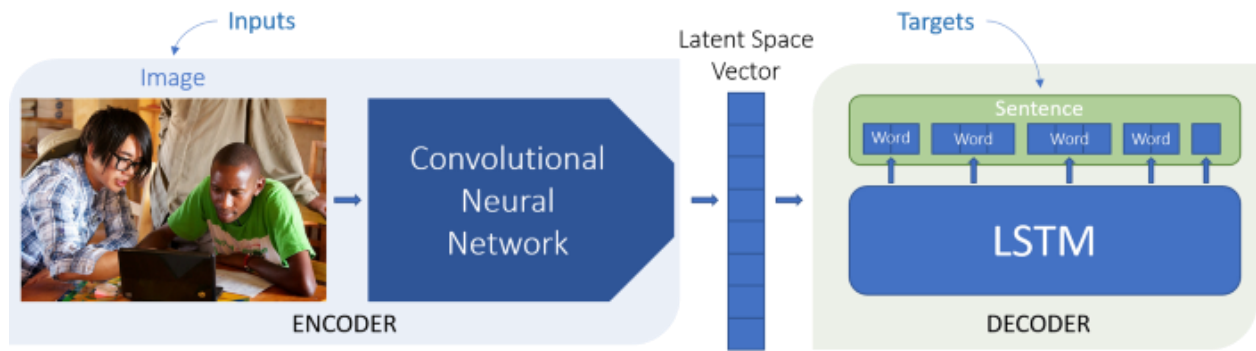 Inputs
Targets
Latent Space
Vector
Image
Sentence
Word
Word
Word
Word
Convolutional
Neural
Network
LSTM
ENCODER
DECODER